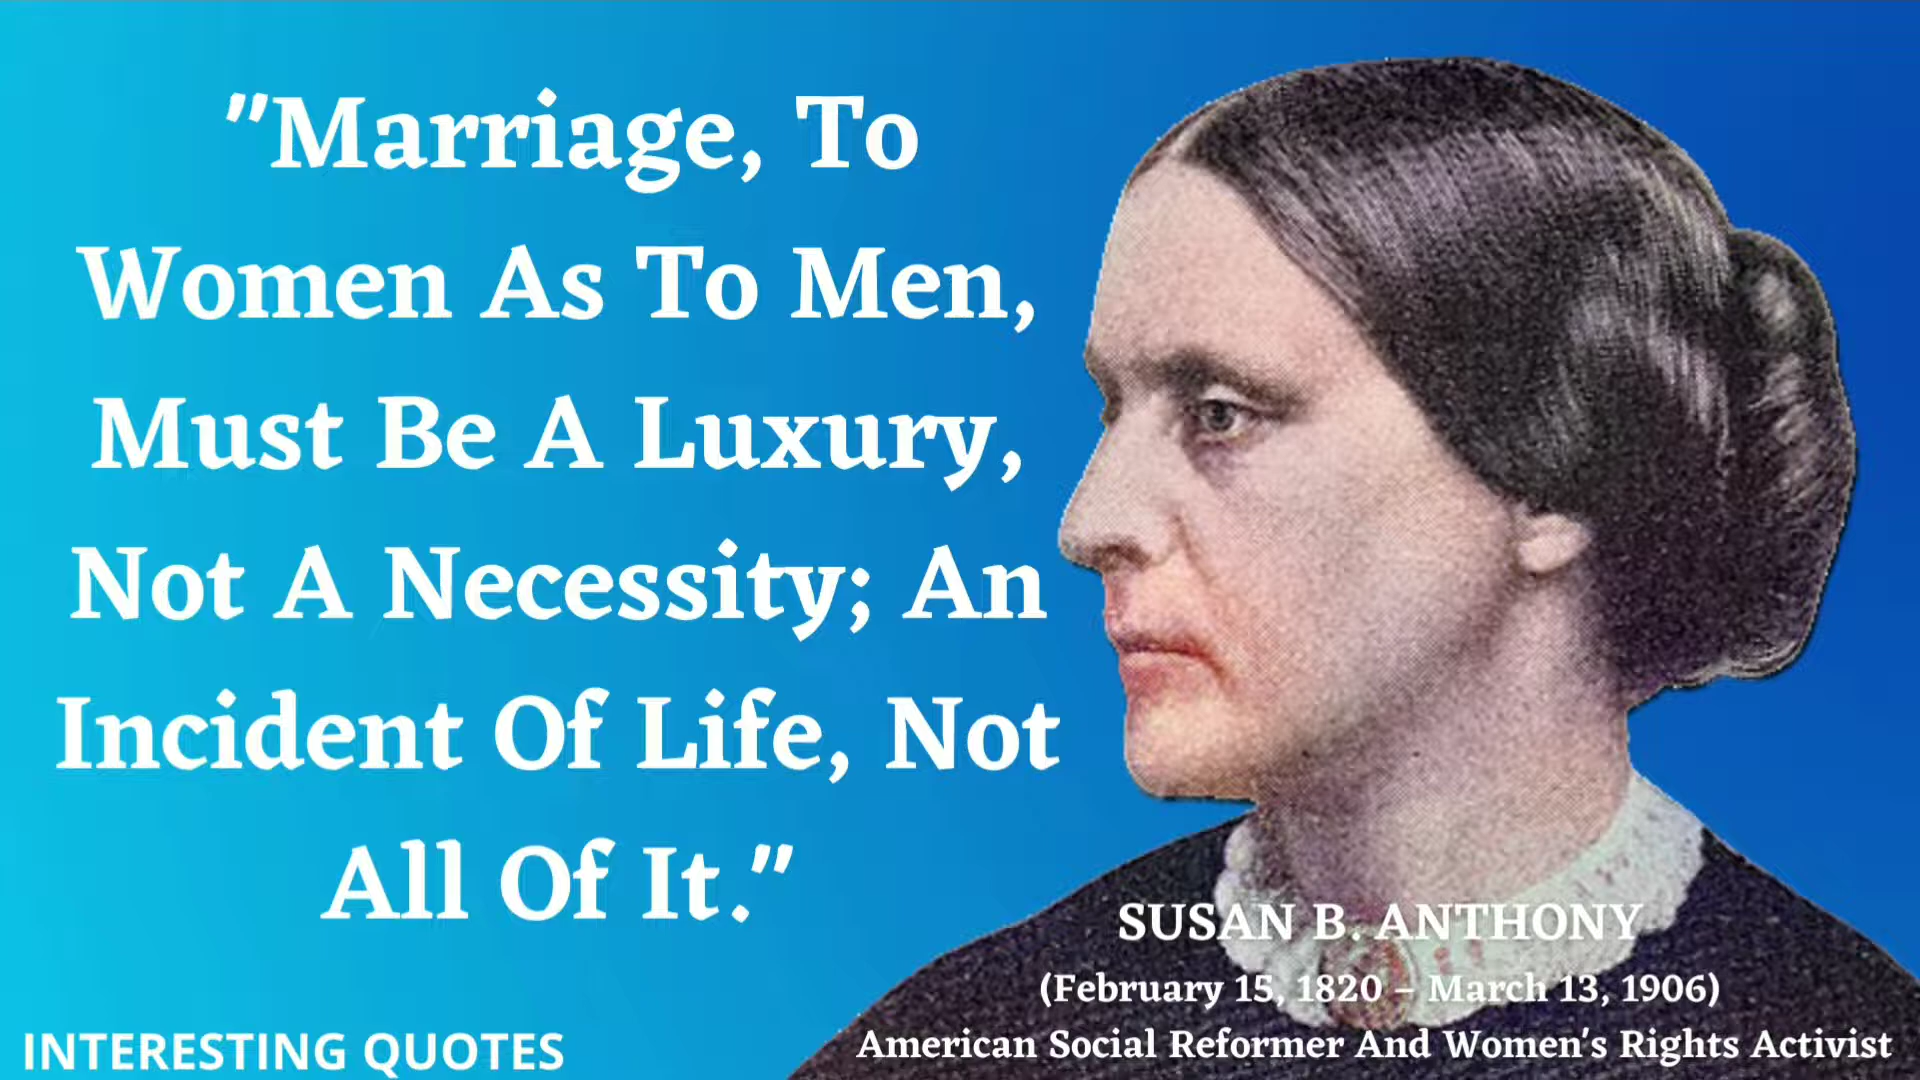 "Marriage, To
Women As To Men,
Must Be A Luxury,
Not A Necessity; An
Incident Of Life, Not
All Of It."
SUSAN B. ANTHONY
(February 15, 1820 – March 13, 1906)
American Social Reformer And Women's Rights Activist
INTERESTING QUOTES